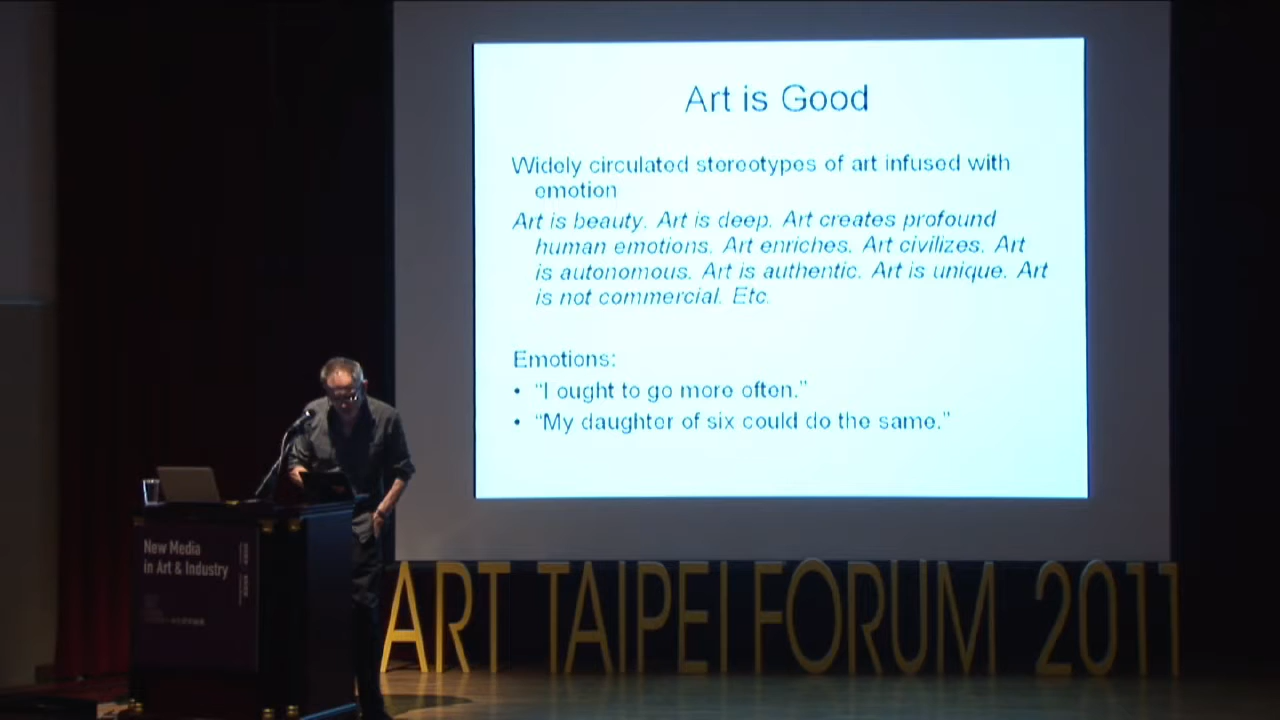 Art is Good
Widely circulated stereotypes of art infused with
emotion
Art is beauty. Art is deep. Art creates profound
human emotions. Art enriches. Art civilizes. Art
is autonomous. Art is authentic. Art is unique. Art
is not commercial. Etc.
Emotions:
• “I ought to go more often.”
• “My daughter of six could do the same.”
New Media
in Art & Industry
ART TAIPEI FORUM 2011